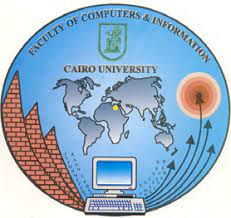 FACULTY OF COMPUTERS & INFORMATION
CAIRO UNIVERSITY